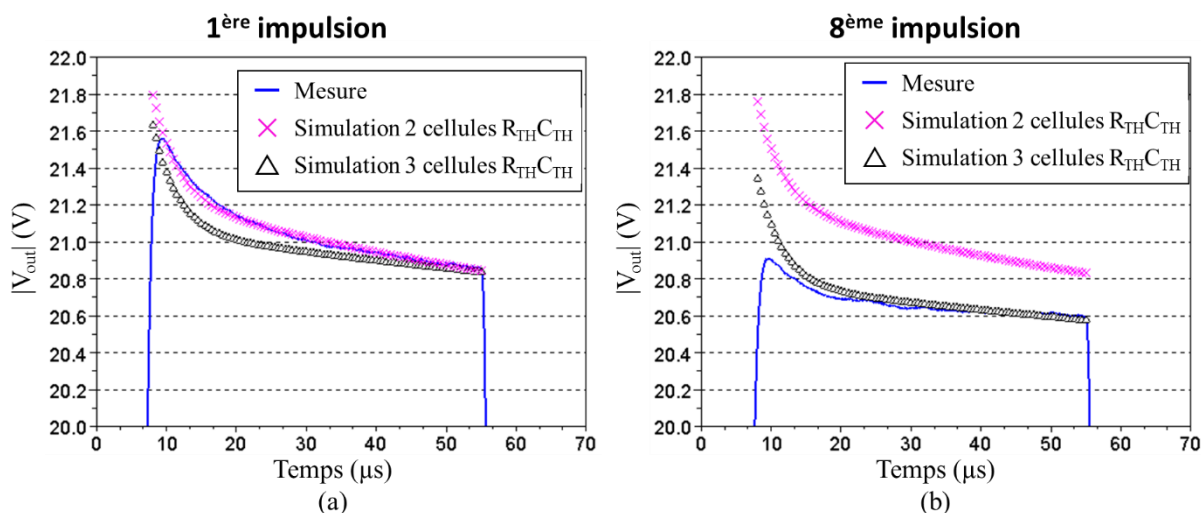 1ère impulsion
22.0
21.8
21.6
21.4
21.2
21.0
20.8
20.6
20.4
20.2
20.0
|Vout| (V)
Mesure
Simulation 2 cellules RTHCTH
Simulation 3 cellules RTHCTH
0 10 20 30 40 50 60 70
Temps (µs)
(a)
8ème impulsion
22.0
21.8
21.6
21.4
21.2
21.0
20.8
20.6
20.4
20.2
20.0
|Vout| (V)
Mesure
Simulation 2 cellules RTHCTH
Simulation 3 cellules RTHCTH
0 10 20 30 40 50 60 70
Temps (µs)
(b)